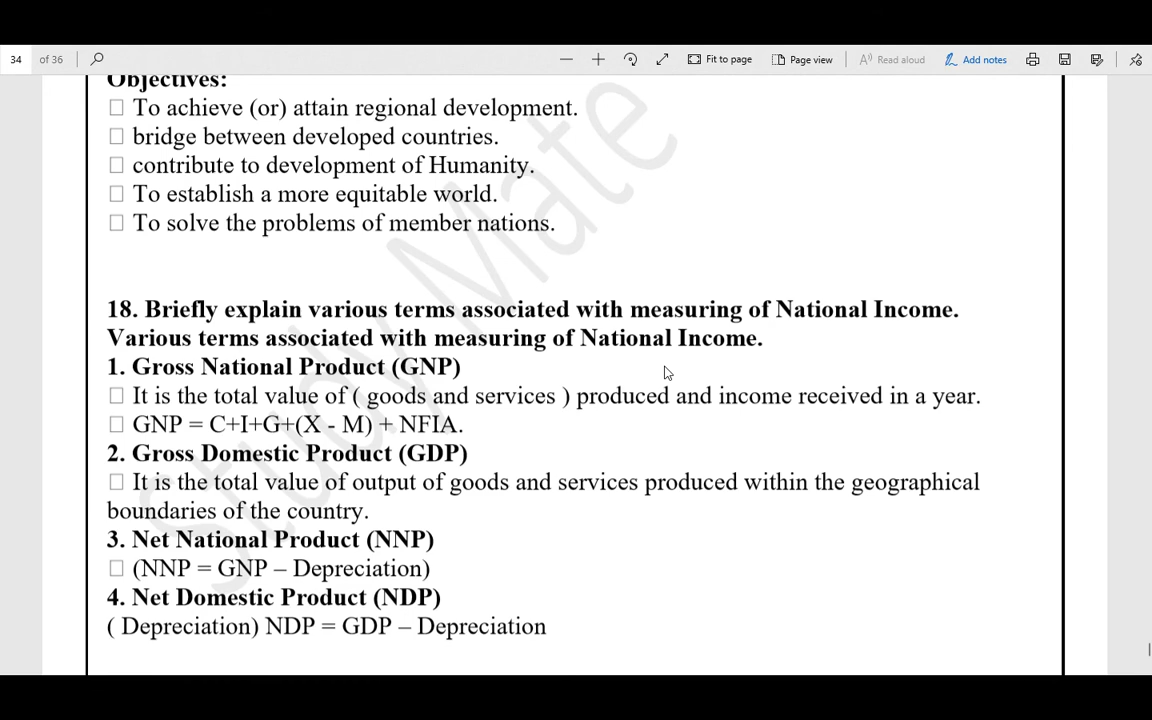 34 of 36 Fit to page Page view Read aloud Add notes
Objectives:
□ To achieve (or) attain regional development.
□ bridge between developed countries.
□ contribute to development of Humanity.
□ To establish a more equitable world.
□ To solve the problems of member nations.
18. Briefly explain various terms associated with measuring of National Income.
Various terms associated with measuring of National Income.
1. Gross National Product (GNP)
□ It is the total value of ( goods and services ) produced and income received in a year.
□ GNP = C+I+G+(X - M) + NFIA.
2. Gross Domestic Product (GDP)
□ It is the total value of output of goods and services produced within the geographical
boundaries of the country.
3. Net National Product (NNP)
□ (NNP = GNP – Depreciation)
4. Net Domestic Product (NDP)
( Depreciation) NDP = GDP – Depreciation
Study Mate